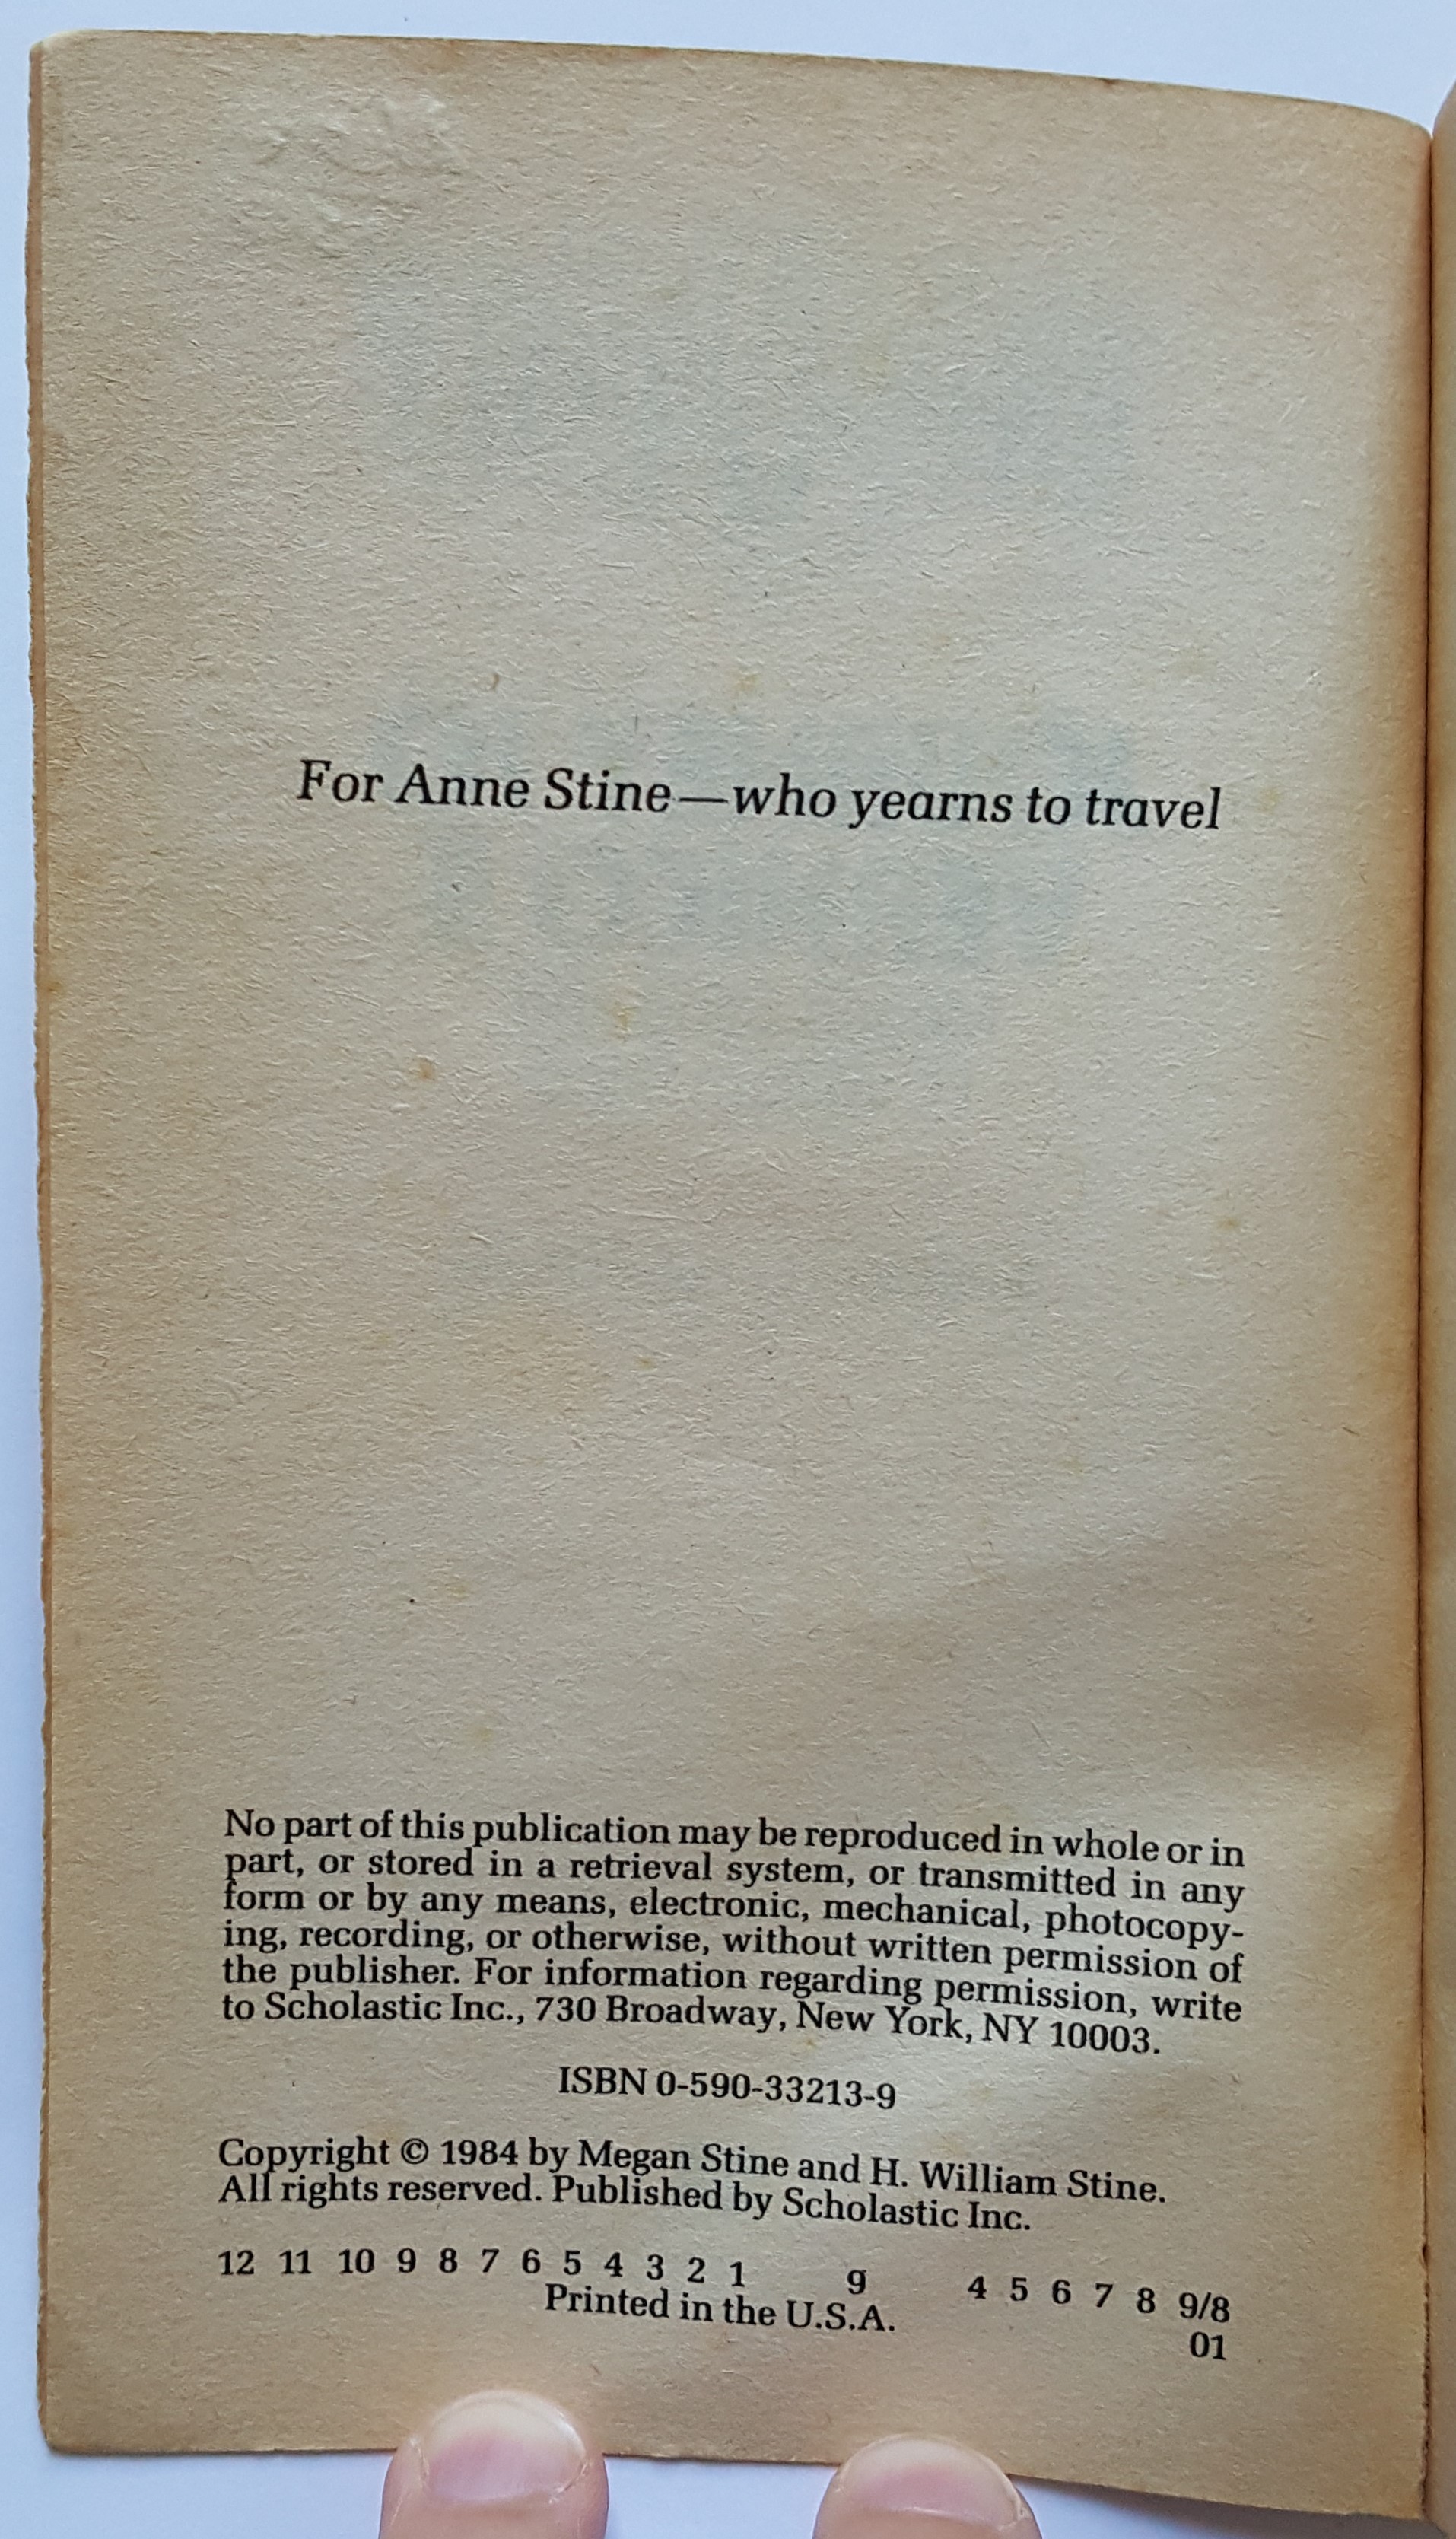 For Anne Stine—who yearns to travel
No part of this publication may be reproduced in whole or in
part, or stored in a retrieval system, or transmitted in any
form or by any means, electronic, mechanical, photocopy-
ing, recording, or otherwise, without written permission of
the publisher. For information regarding permission, write
to Scholastic Inc., 730 Broadway, New York, NY 10003.
ISBN 0-590-33213-9
Copyright © 1984 by Megan Stine and H. William Stine.
All rights reserved. Published by Scholastic Inc.
12 11 10 9 8 7 6 5 4 3 2 1 9 4 5 6 7 8 9/8
Printed in the U.S.A.
01